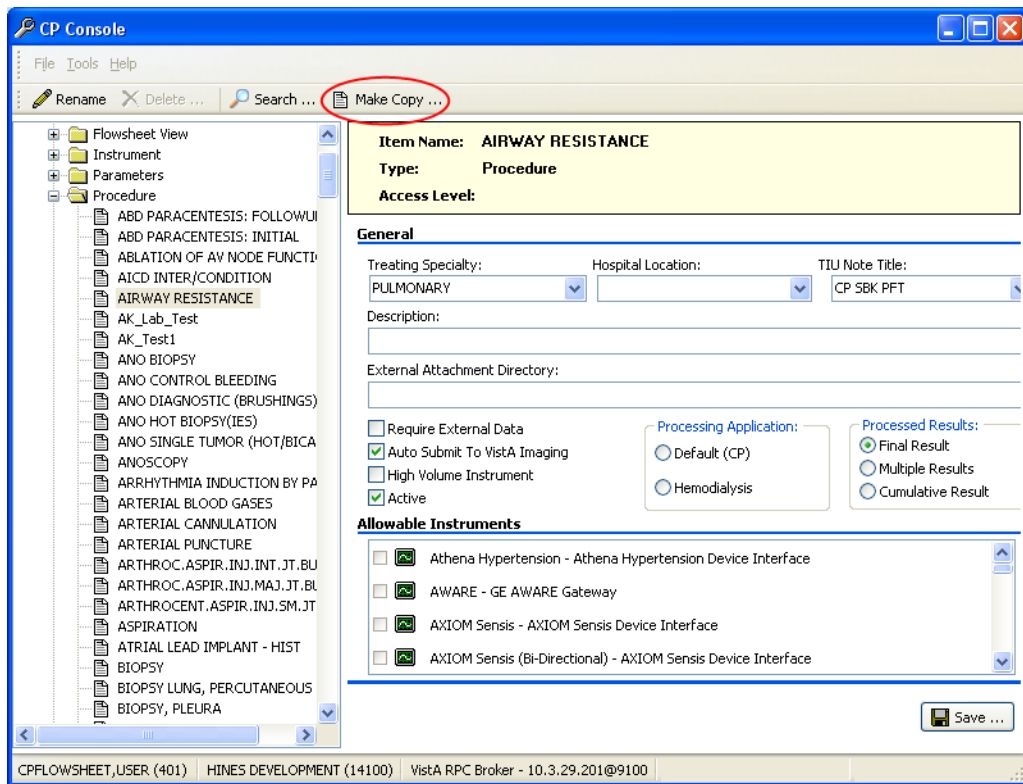 CP Console
File Tools Help
Rename Delete ... Search ... Make Copy ...
Flowsheet View
Instrument
Parameters
Procedure
ABD PARACENTESIS: FOLLOWU
ABD PARACENTESIS: INITIAL
ABLATION OF AV NODE FUNCTI
AICD INTER/CONDITION
AIRWAY RESISTANCE
AK_Lab_Test
AK_Test1
ANO BIOPSY
ANO CONTROL BLEEDING
ANO DIAGNOSTIC (BRUSHINGS)
ANO HOT BIOPSY(IES)
ANO SINGLE TUMOR (HOT/BICA
ANOSCOPY
ARRHYTHMIA INDUCTION BY PA
ARTERIAL BLOOD GASES
ARTERIAL CANNULATION
ARTERIAL PUNCTURE
ARTHROC.ASPIR.INJ.INT.JT.BU
ARTHROC.ASPIR.INJ.MAJ.JT.BU
ARTHROCENT.ASPIR.INJ.SM.JT
ASPIRATION
ATRIAL LEAD IMPLANT - HIST
BIOPSY
BIOPSY LUNG, PERCUTANEOUS
BIOPSY, PLEURA
Item Name: AIRWAY RESISTANCE
Type: Procedure
Access Level:
General
Treating Specialty: Hospital Location: TIU Note Title:
PULMONARY CP SBK PFT
Description:
External Attachment Directory:
Require External Data
Auto Submit To VistA Imaging
High Volume Instrument
Active
Processing Application:
Default (CP)
Hemodialysis
Processed Results:
Final Result
Multiple Results
Cumulative Result
Allowable Instruments
Athena Hypertension - Athena Hypertension Device Interface
AWARE - GE AWARE Gateway
AXIOM Sensis - AXIOM Sensis Device Interface
AXIOM Sensis (Bi-Directional) - AXIOM Sensis Device Interface
Save ...
CPFLOWSHEET,USER (401) HINES DEVELOPMENT (14100) VistA RPC Broker - 10.3.29.201@9100